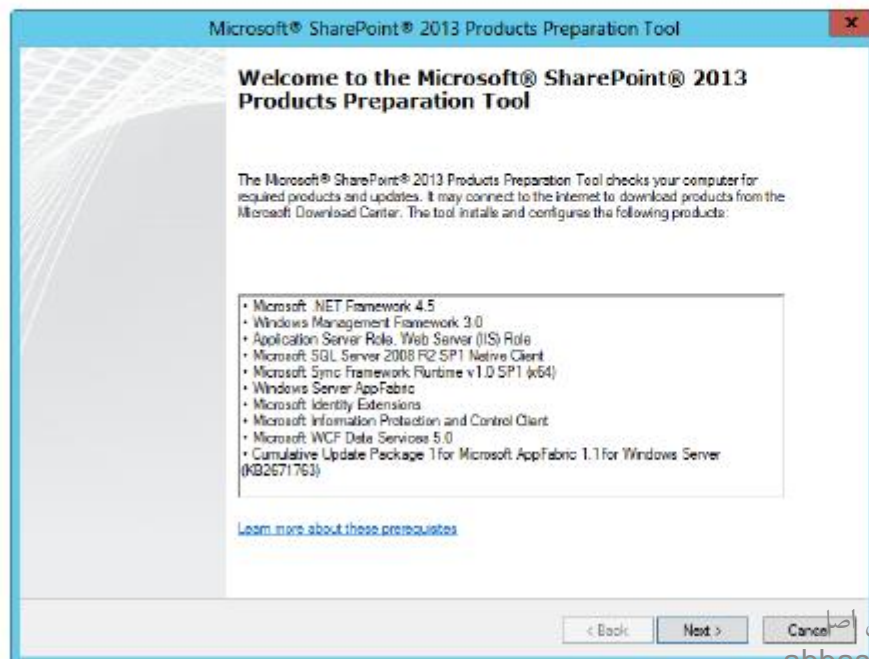 Microsoft® SharePoint® 2013 Products Preparation Tool
x
Welcome to the Microsoft® SharePoint® 2013
Products Preparation Tool
The Microsoft® SharePoint® 2013 Products Preparation Tool checks your computer for
required products and updates. It may connect to the internet to download products from the
Microsoft Download Center. The tool installs and configures the following products:
• Microsoft .NET Framework 4.5
• Windows Management Framework 3.0
• Application Server Role, Web Server (IIS) Role
• Microsoft SQL Server 2008 R2 SP1 Native Client
• Microsoft Sync Framework Runtime v1.0 SP1 (x64)
• Windows Server AppFabric
• Microsoft Identity Extensions
• Microsoft Information Protection and Control Client
• Microsoft WCF Data Services 5.0
• Cumulative Update Package 1 for Microsoft AppFabric 1.1 for Windows Server
(KB2671763)
Learn more about these prerequisites
< Back Next > Cancel